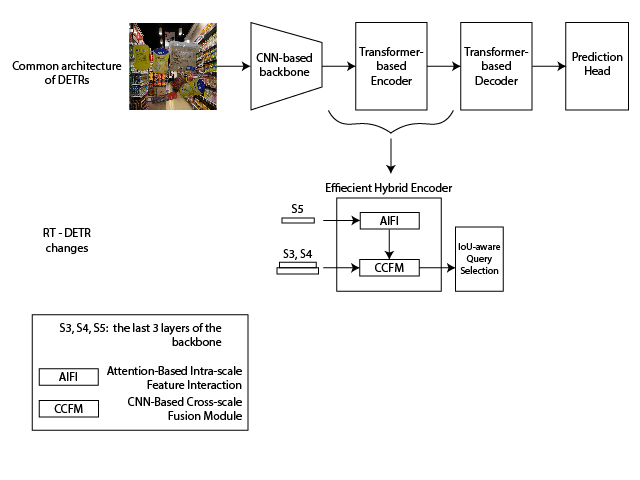 Common architecture
of DETRs
CNN-based
backbone
Transformer-
based
Encoder
Transformer-
based
Decoder
Prediction
Head
Effiecient Hybrid Encoder
RT - DETR
changes
S5
AIFI
S3, S4
CCFM
IoU-aware
Query
Selection
S3, S4, S5: the last 3 layers of the
backbone
AIFI
Attention-Based Intra-scale
Feature Interaction
CCFM
CNN-Based Cross-scale
Fusion Module